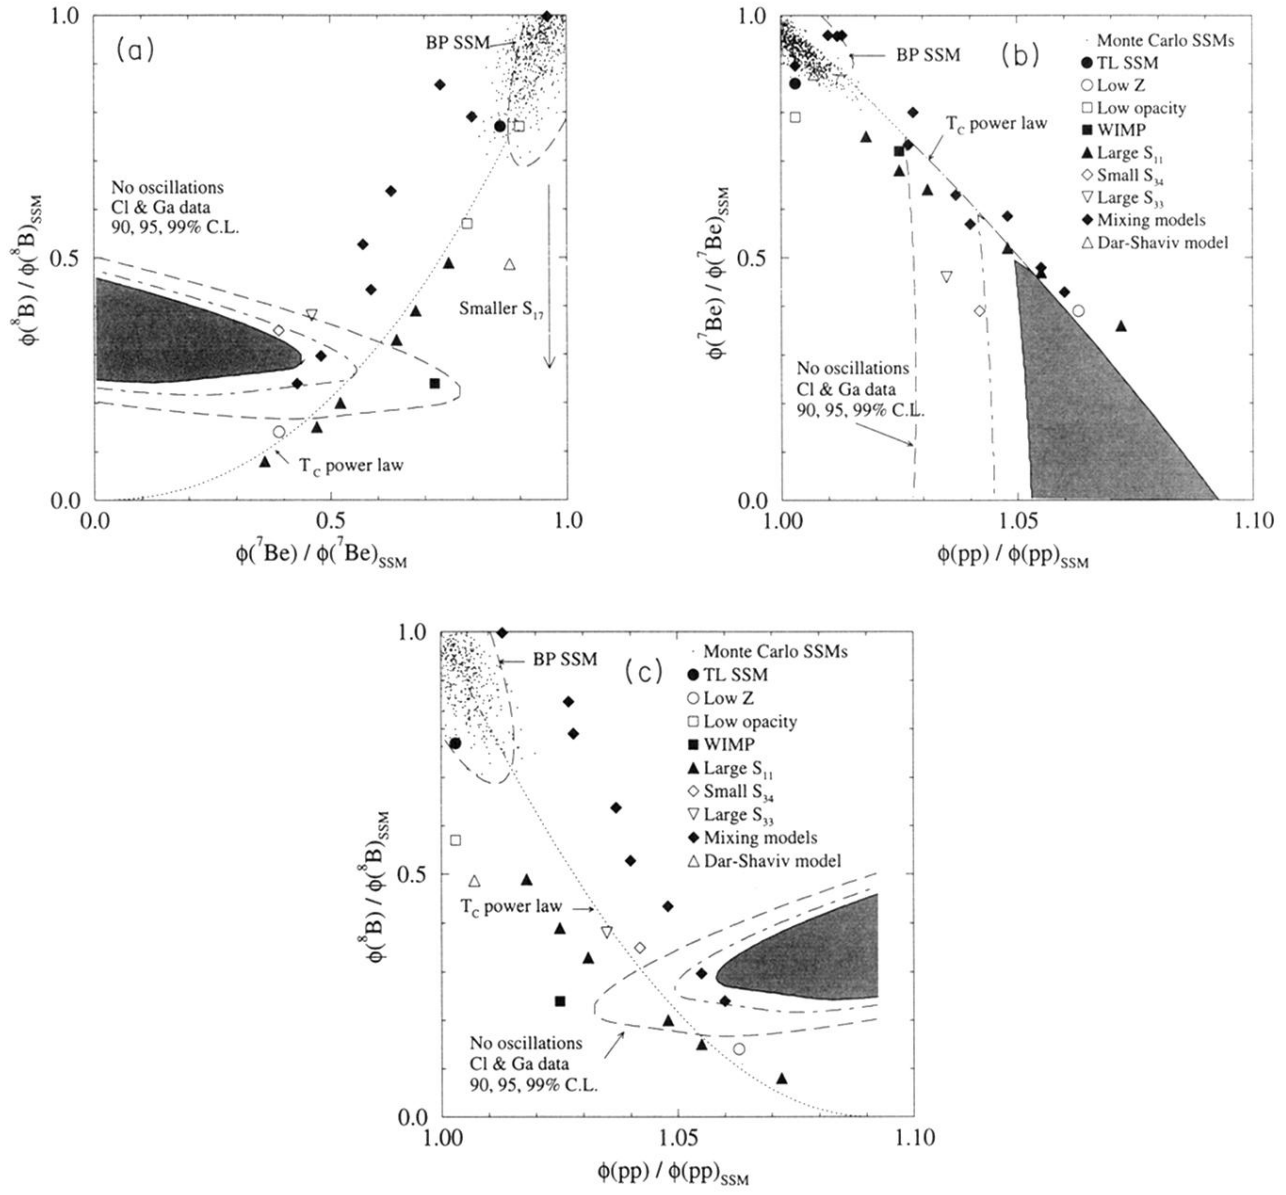 (a)
1.0
0.5
0.0
ϕ(⁸B) / ϕ(⁸B)SSM
BP SSM
No oscillations
Cl & Ga data
90, 95, 99% C.L.
Smaller S₁₇
T_C power law
0.0 0.5 1.0
ϕ(⁷Be) / ϕ(⁷Be)SSM
(b)
1.0
0.5
0.0
ϕ(⁷Be) / ϕ(⁷Be)SSM
BP SSM
T_C power law
Monte Carlo SSMs
TL SSM
Low Z
Low opacity
WIMP
Large S₁₁
Small S₃₄
Large S₃₃
Mixing models
Dar-Shaviv model
No oscillations
Cl & Ga data
90, 95, 99% C.L.
1.00 1.05 1.10
ϕ(pp) / ϕ(pp)SSM
(c)
1.0
0.5
0.0
ϕ(⁸B) / ϕ(⁸B)SSM
BP SSM
Monte Carlo SSMs
TL SSM
Low Z
Low opacity
WIMP
Large S₁₁
Small S₃₄
Large S₃₃
Mixing models
Dar-Shaviv model
T_C power law
No oscillations
Cl & Ga data
90, 95, 99% C.L.
1.00 1.05 1.10
ϕ(pp) / ϕ(pp)SSM